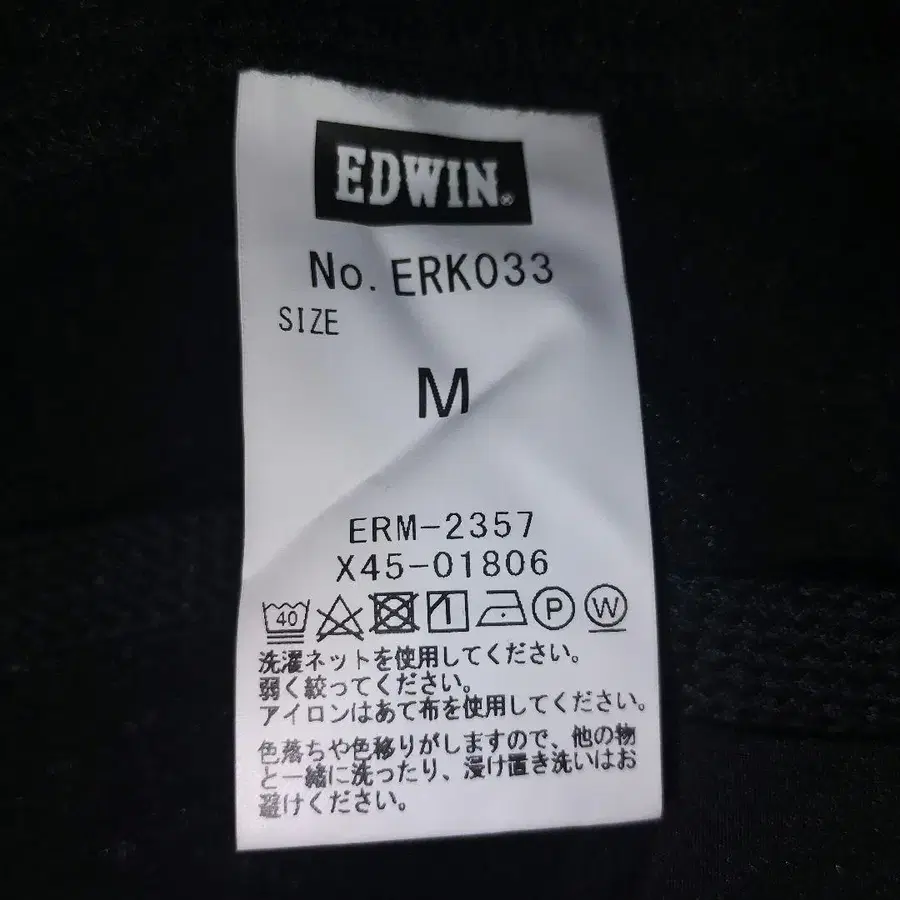 EDWIN®
No. ERK033
SIZE
M
ERM-2357
X45-01806
40 P W
洗濯ネットを使用してください。
弱く絞ってください。
アイロンはあて布を使用してください。
色落ちや色移りがしますので、他の物
と一緒に洗ったり、浸け置き洗いはお
避けください。